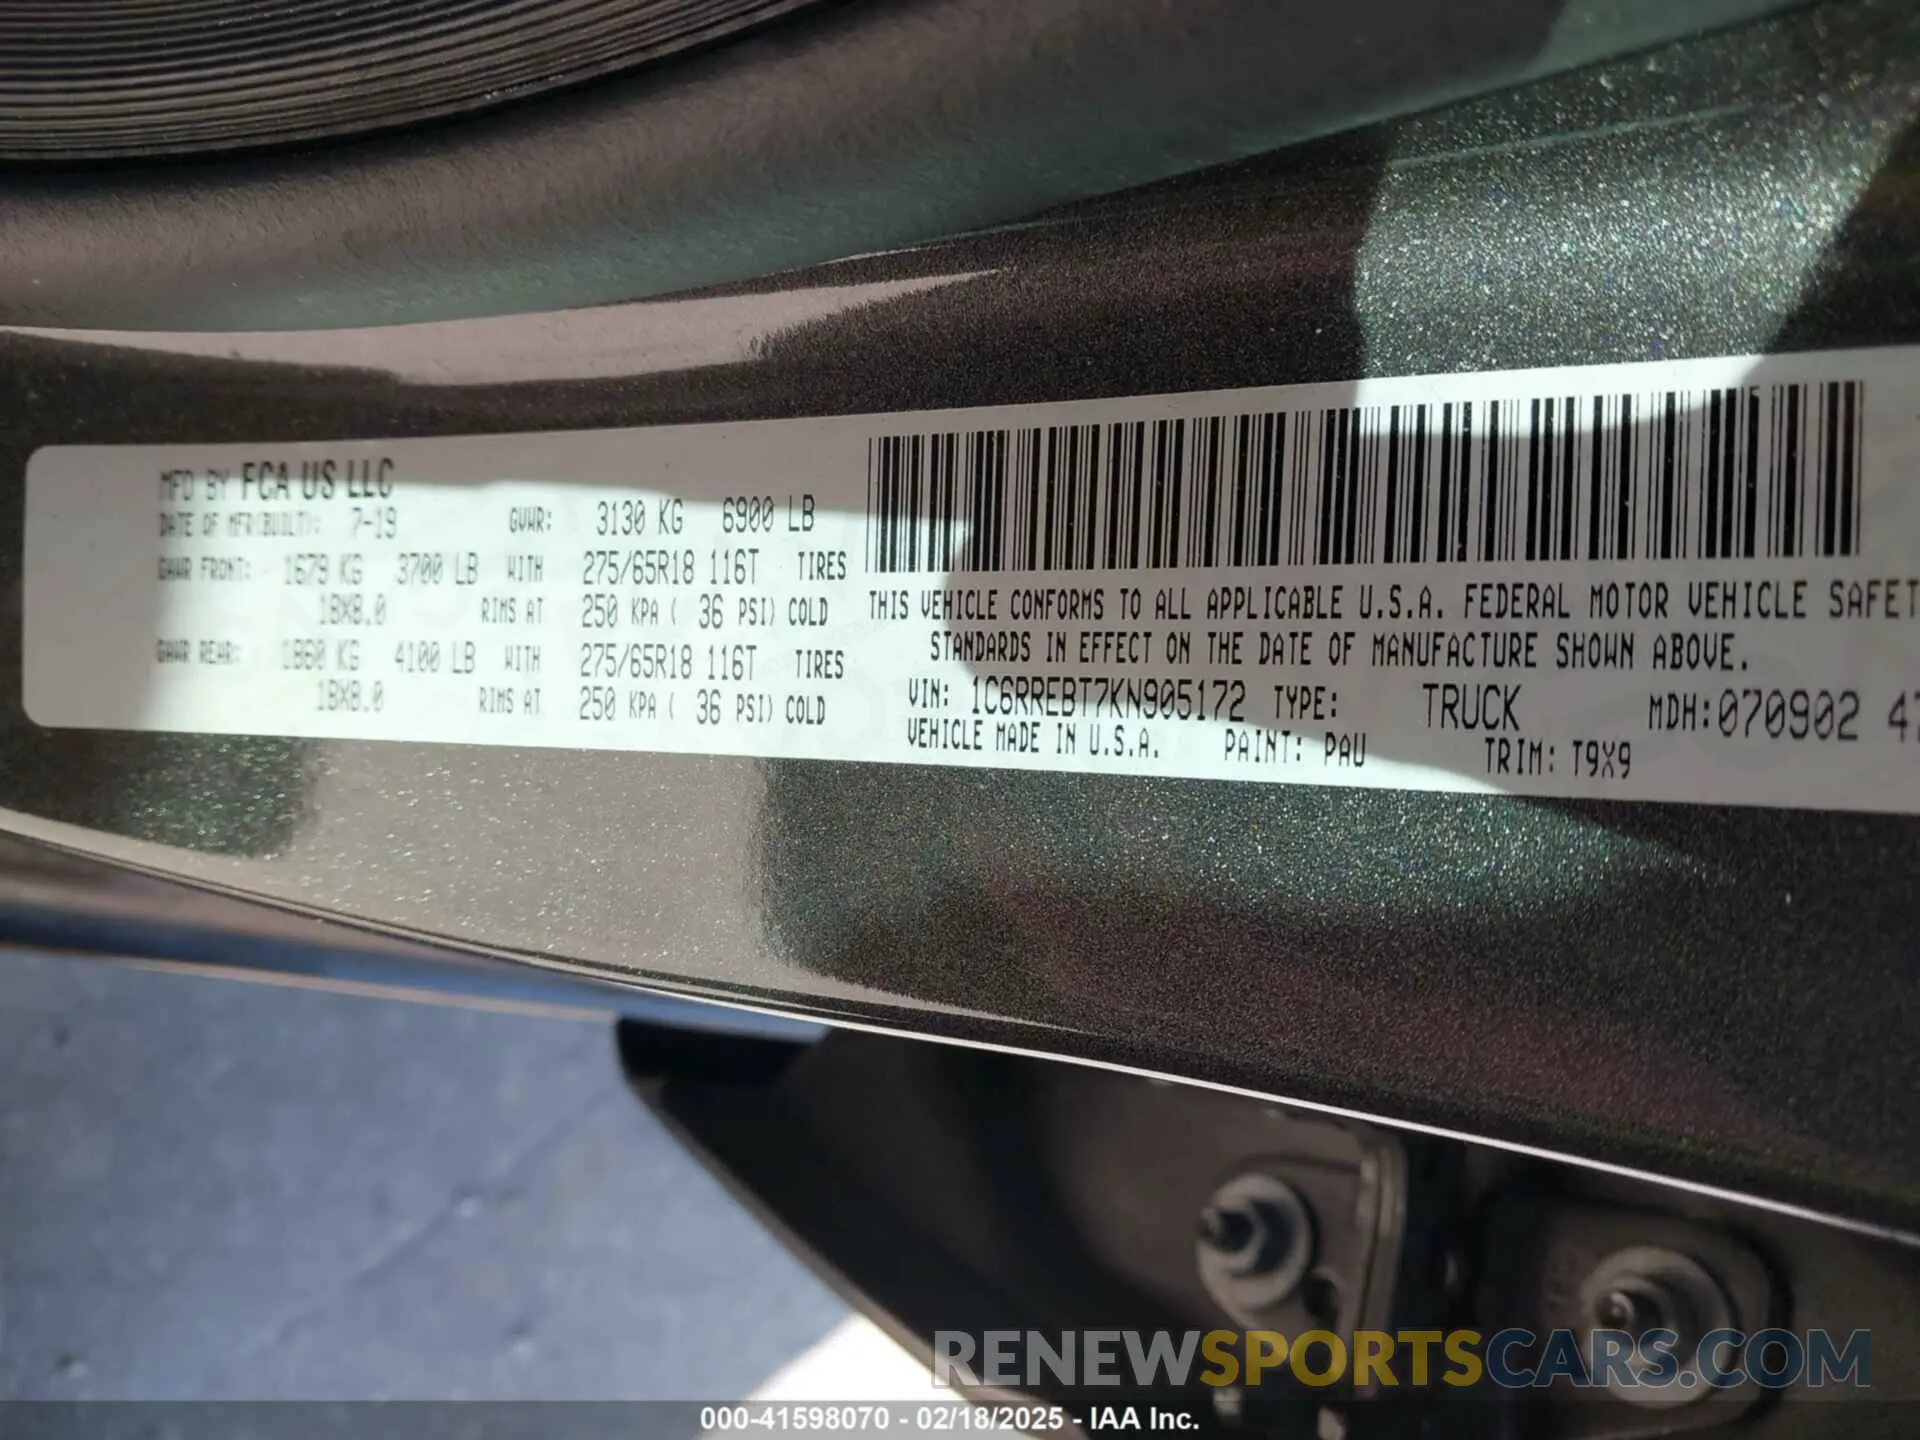 MFD BY FCA US LLC
DATE OF MFR(BUILT): 7-19 GVWR: 3130 KG 6900 LB
GAWR FRONT: 1679 KG 3700 LB WITH 275/65R18 116T TIRES
18X8.0 RIMS AT 250 KPA ( 36 PSI) COLD
GAWR REAR: 1860 KG 4100 LB WITH 275/65R18 116T TIRES
18X8.0 RIMS AT 250 KPA ( 36 PSI) COLD
THIS VEHICLE CONFORMS TO ALL APPLICABLE U.S.A. FEDERAL MOTOR VEHICLE SAFET
STANDARDS IN EFFECT ON THE DATE OF MANUFACTURE SHOWN ABOVE.
VIN: 1C6RREBT7KN905172 TYPE: TRUCK MDH:070902 47
VEHICLE MADE IN U.S.A. PAINT: PAU TRIM: T9X9
RENEWSPORTSCARS.COM
000-41598070 - 02/18/2025 - IAA Inc.